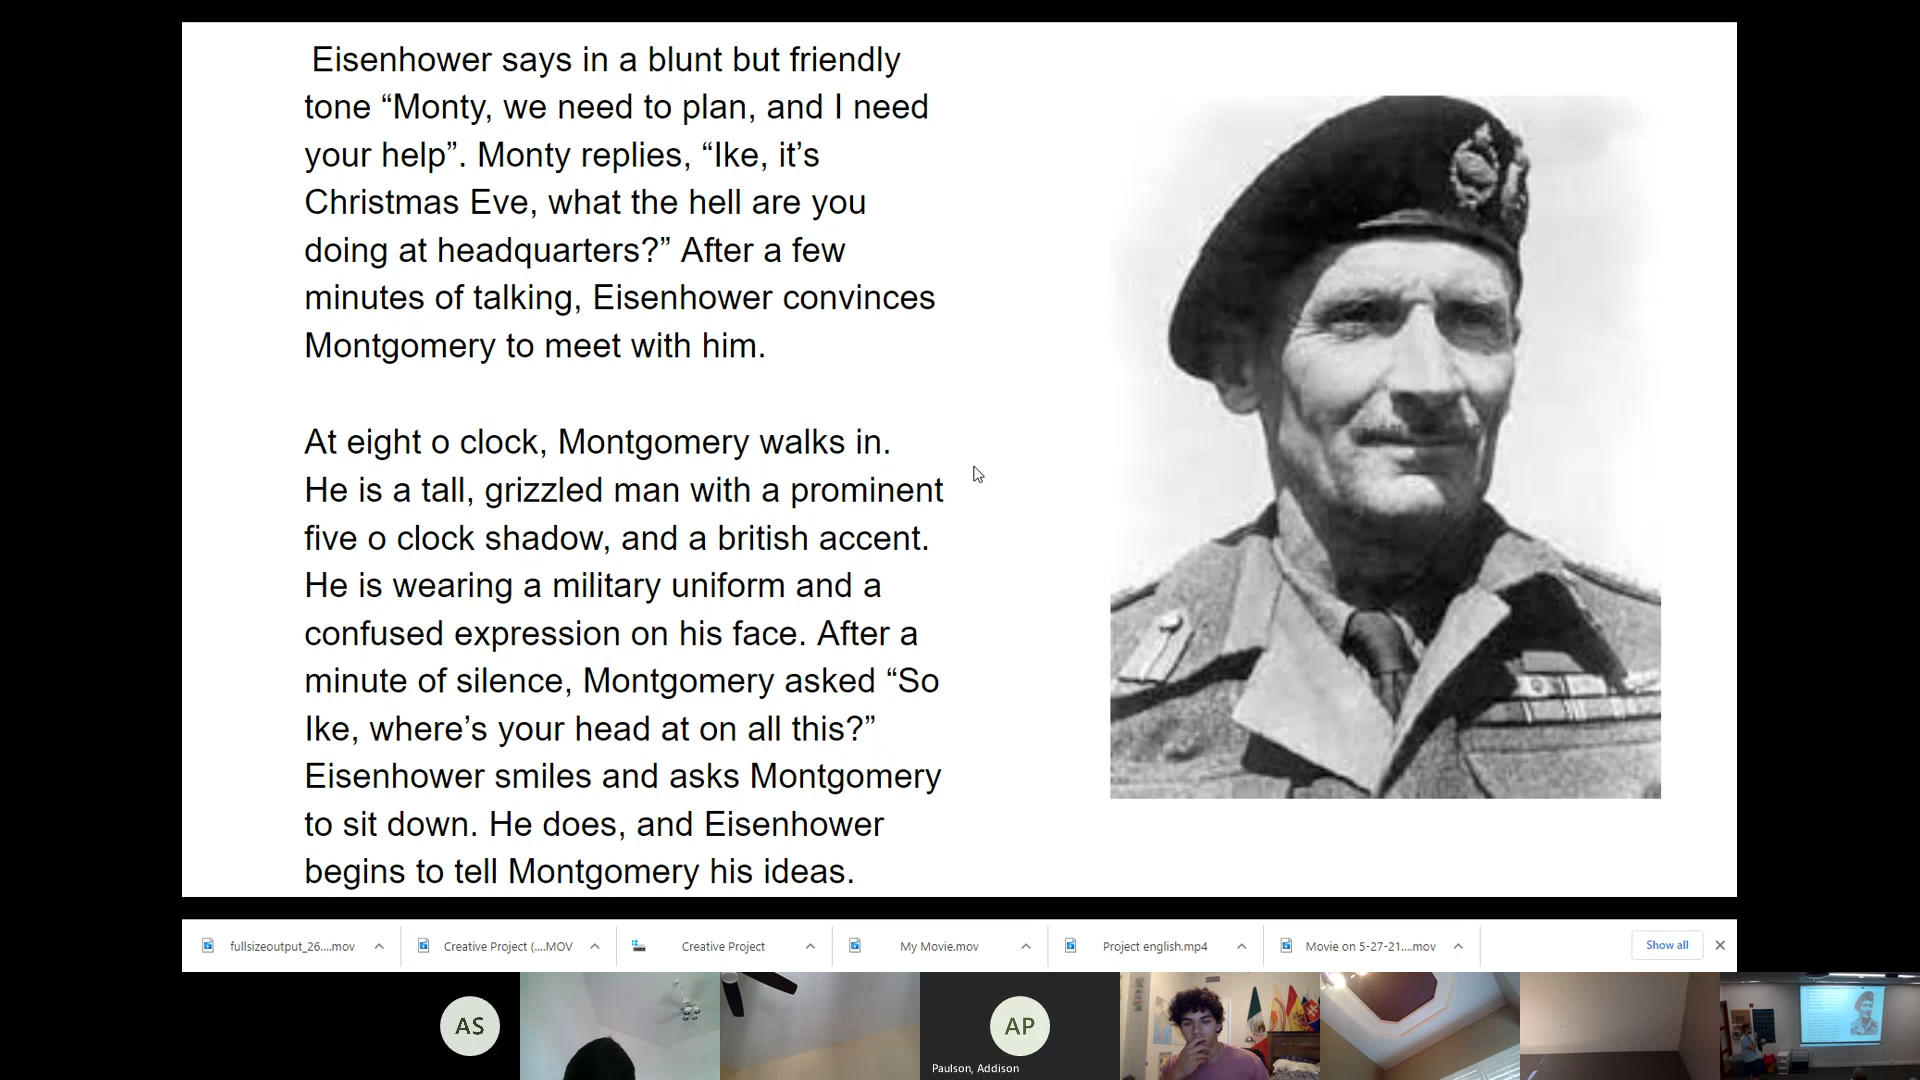 Eisenhower says in a blunt but friendly
tone “Monty, we need to plan, and I need
your help”. Monty replies, “Ike, it’s
Christmas Eve, what the hell are you
doing at headquarters?” After a few
minutes of talking, Eisenhower convinces
Montgomery to meet with him.
At eight o clock, Montgomery walks in.
He is a tall, grizzled man with a prominent
five o clock shadow, and a british accent.
He is wearing a military uniform and a
confused expression on his face. After a
minute of silence, Montgomery asked “So
Ike, where’s your head at on all this?”
Eisenhower smiles and asks Montgomery
to sit down. He does, and Eisenhower
begins to tell Montgomery his ideas.
fullsizeoutput_26....mov
Creative Project (....MOV
Creative Project
My Movie.mov
Project english.mp4
Movie on 5-27-21....mov
Show all
AS
AP
Paulson, Addison